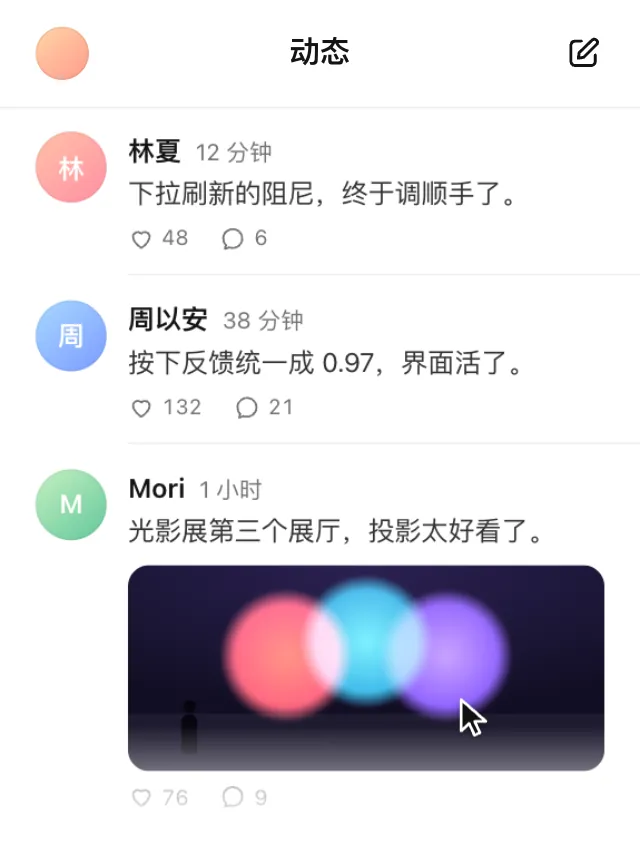 动态
林
林夏 12 分钟
下拉刷新的阻尼，终于调顺手了。
48 6
周
周以安 38 分钟
按下反馈统一成 0.97，界面活了。
132 21
M
Mori 1 小时
光影展第三个展厅，投影太好看了。
76 9